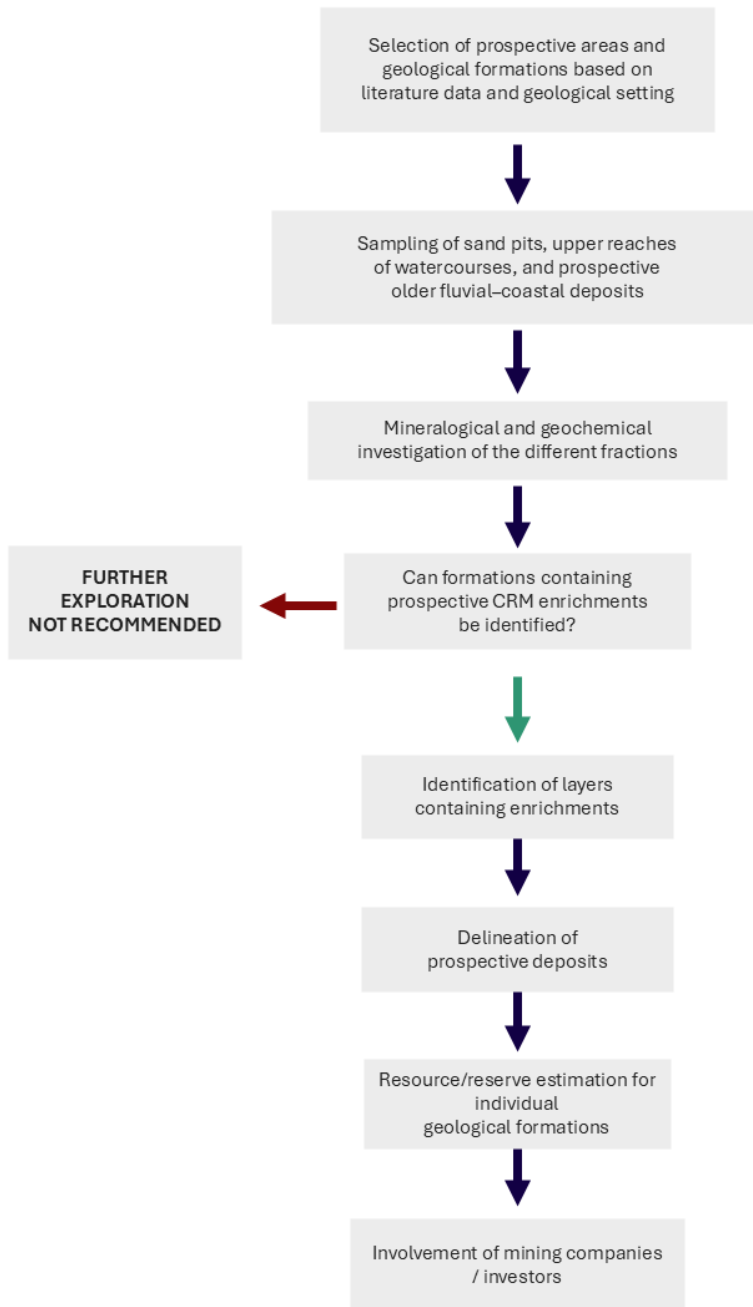 Selection of prospective areas and
geological formations based on
literature data and geological setting
Sampling of sand pits, upper reaches
of watercourses, and prospective
older fluvial–coastal deposits
Mineralogical and geochemical
investigation of the different fractions
Can formations containing
prospective CRM enrichments
be identified?
FURTHER
EXPLORATION
NOT RECOMMENDED
Identification of layers
containing enrichments
Delineation of
prospective deposits
Resource/reserve estimation for
individual
geological formations
Involvement of mining companies
/ investors